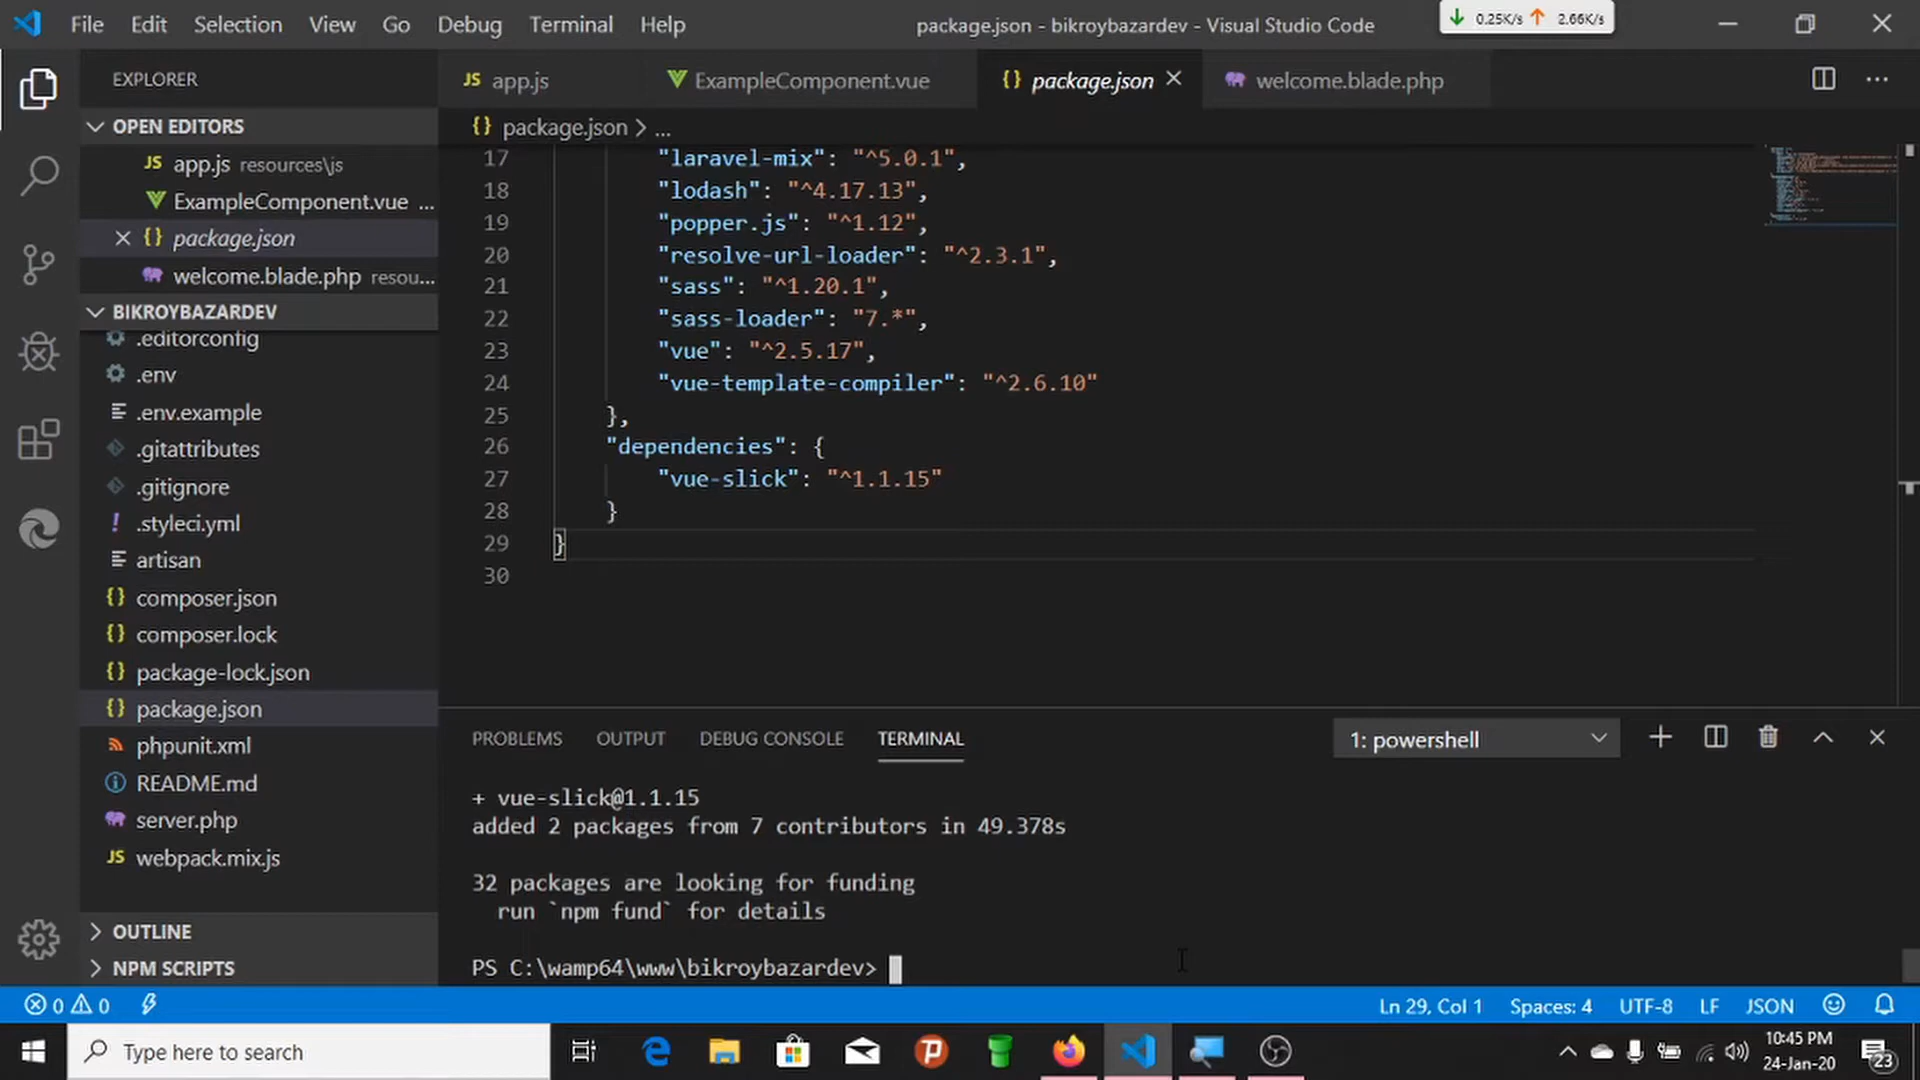 File Edit Selection View Go Debug Terminal Help
package.json - bikroybazardev - Visual Studio Code
0.25K/s 2.66K/s
EXPLORER
OPEN EDITORS
app.js resources\js
ExampleComponent.vue ...
package.json
welcome.blade.php resou...
BIKROYBAZARDEV
.editorconfig
.env
.env.example
.gitattributes
.gitignore
.styleci.yml
artisan
composer.json
composer.lock
package-lock.json
package.json
phpunit.xml
README.md
server.php
webpack.mix.js
OUTLINE
NPM SCRIPTS
JS app.js ExampleComponent.vue {} package.json welcome.blade.php
{} package.json > ...
17 "laravel-mix": "^5.0.1",
18 "lodash": "^4.17.13",
19 "popper.js": "^1.12",
20 "resolve-url-loader": "^2.3.1",
21 "sass": "^1.20.1",
22 "sass-loader": "7.*",
23 "vue": "^2.5.17",
24 "vue-template-compiler": "^2.6.10"
25 },
26 "dependencies": {
27 "vue-slick": "^1.1.15"
28 }
29 }
30
PROBLEMS OUTPUT DEBUG CONSOLE TERMINAL
1: powershell
+ vue-slick@1.1.15
added 2 packages from 7 contributors in 49.378s
32 packages are looking for funding
run `npm fund` for details
PS C:\wamp64\www\bikroybazardev>
0 0
Ln 29, Col 1 Spaces: 4 UTF-8 LF JSON
Type here to search
10:45 PM
24-Jan-20
23